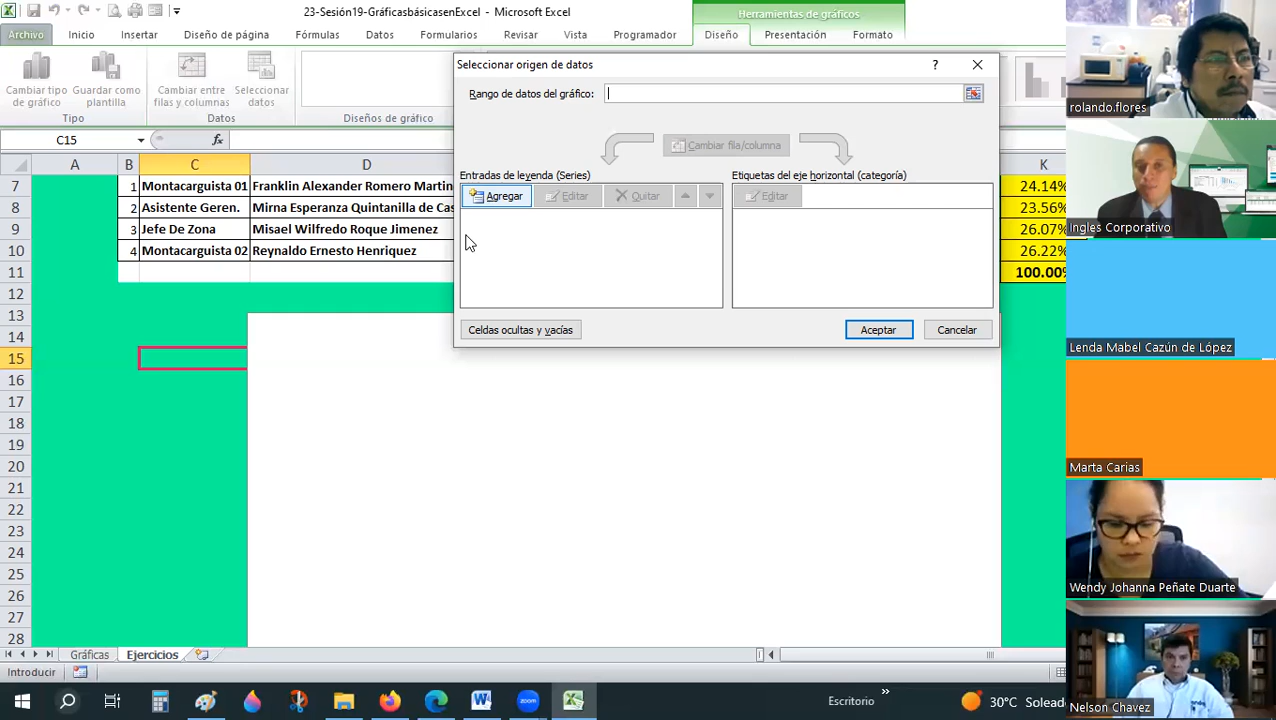 23-Sesión19-GráficasbásicasenExcel - Microsoft Excel
Herramientas de gráficos
Archivo Inicio Insertar Diseño de página Fórmulas Datos Formularios Revisar Vista Programador Diseño Presentación Formato
Cambiar tipo de gráfico
Guardar como plantilla
Cambiar entre filas y columnas
Seleccionar datos
Tipo Datos Diseños de gráfico
C15
fx
A B C D K
7 1 Montacarguista 01 Franklin Alexander Romero Martin 24.14%
8 2 Asistente Geren. Mirna Esperanza Quintanilla de Cas 23.56%
9 3 Jefe De Zona Misael Wilfredo Roque Jimenez 26.07%
10 4 Montacarguista 02 Reynaldo Ernesto Henriquez 26.22%
11 100.00%
12
13
14
15
16
17
18
19
20
21
22
23
24
25
26
27
28
Seleccionar origen de datos
?
Rango de datos del gráfico:
Cambiar fila/columna
Entradas de leyenda (Series)
Agregar Editar Quitar
Etiquetas del eje horizontal (categoría)
Editar
Celdas ocultas y vacías
Aceptar Cancelar
Gráficas Ejercicios
Introducir
Escritorio »
30°C Soleado
rolando.flores
Ingles Corporativo
Lenda Mabel Cazún de López
Marta Carias
Wendy Johanna Peñate Duarte
Nelson Chavez
zoom